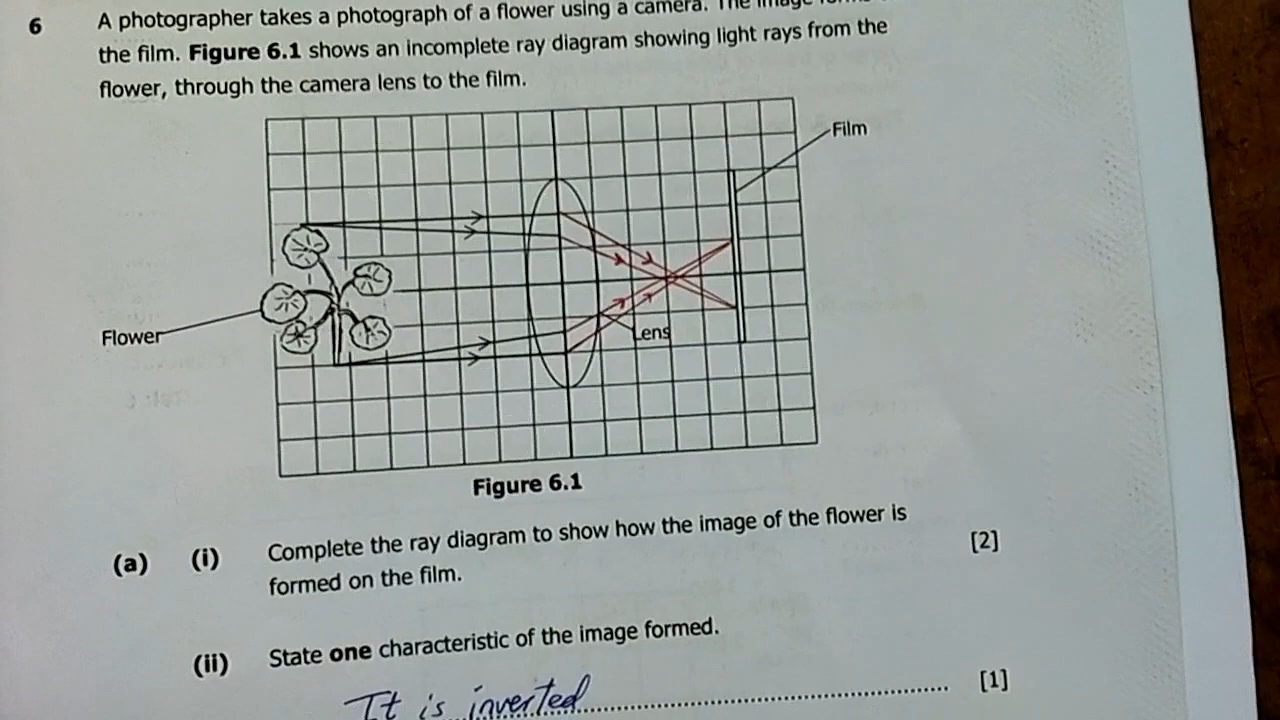 6 A photographer takes a photograph of a flower using a camera. The image
the film. Figure 6.1 shows an incomplete ray diagram showing light rays from the
flower, through the camera lens to the film.
Film
Flower
Lens
Figure 6.1
(a) (i) Complete the ray diagram to show how the image of the flower is [2]
formed on the film.
(ii) State one characteristic of the image formed.
It is inverted [1]